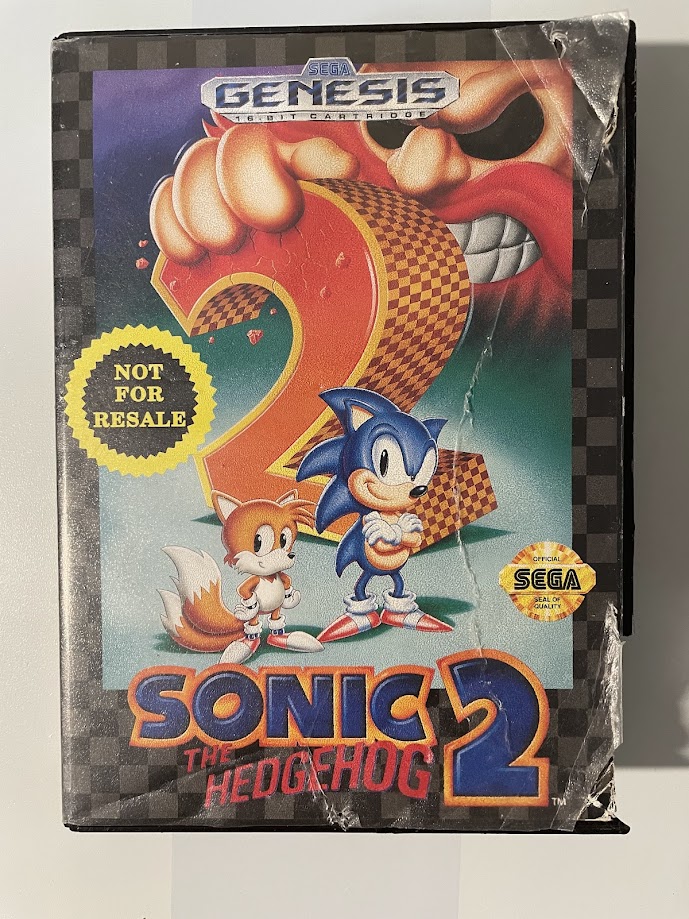 SEGA
GENESIS
16-BIT CARTRIDGE
NOT
FOR
RESALE
OFFICIAL
SEGA
SEAL OF
QUALITY
SONIC
THE
HEDGEHOG
2
TM